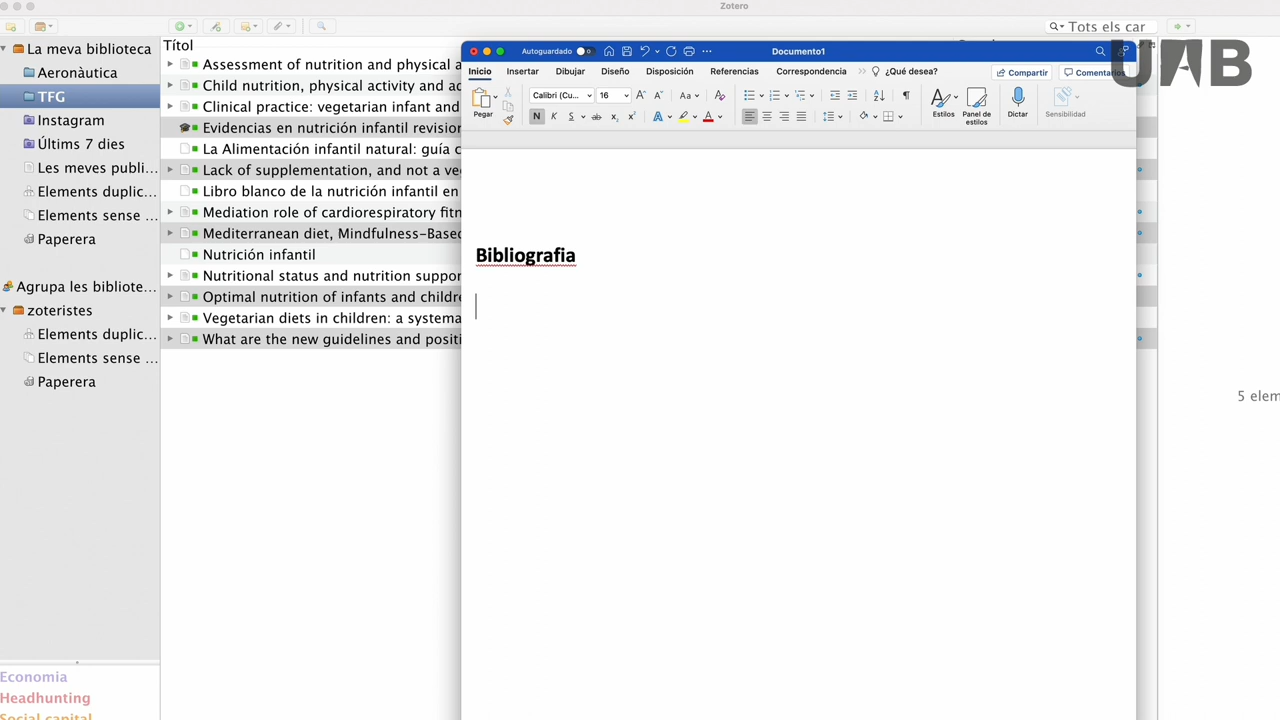 Zotero
Tots els car
La meva biblioteca
Aeronàutica
TFG
Instagram
Últims 7 dies
Les meves publi...
Elements duplic...
Elements sense ...
Paperera
Agrupa les bibliote...
zoteristes
Elements duplic...
Elements sense ...
Paperera
Economia
Headhunting
Social capital
Títol
Assessment of nutrition and physical a
Child nutrition, physical activity and ad
Clinical practice: vegetarian infant and
Evidencias en nutrición infantil revision
La Alimentación infantil natural: guía c
Lack of supplementation, and not a ve
Libro blanco de la nutrición infantil en
Mediation role of cardiorespiratory fitn
Mediterranean diet, Mindfulness-Based
Nutrición infantil
Nutritional status and nutrition suppor
Optimal nutrition of infants and childre
Vegetarian diets in children: a systema
What are the new guidelines and positi
Autoguardado
Documento1
Inicio Insertar Dibujar Diseño Disposición Referencias Correspondencia >> ¿Qué desea? Compartir Comentarios
Pegar
Calibri (Cu... 16
N K S ab
Estilos
Panel de estilos
Dictar
Sensibilidad
Bibliografia
5 elem
UAB